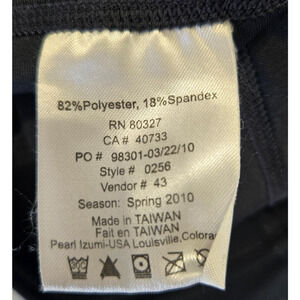 82%Polyester, 18%Spandex
RN 80327
CA # 40733
PO # 98301-03/22/10
Style # 0256
Vendor # 43
Season: Spring 2010
Made in TAIWAN
Fait en TAIWAN
Pearl Izumi-USA Louisville,Colora